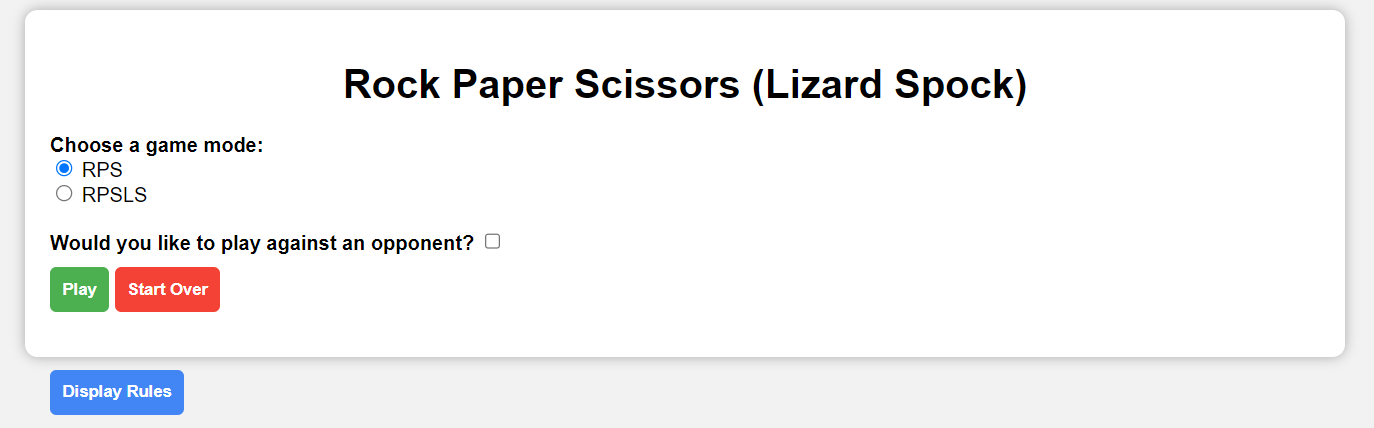 Rock Paper Scissors (Lizard Spock)
Choose a game mode:
RPS
RPSLS
Would you like to play against an opponent?
Play Start Over
Display Rules